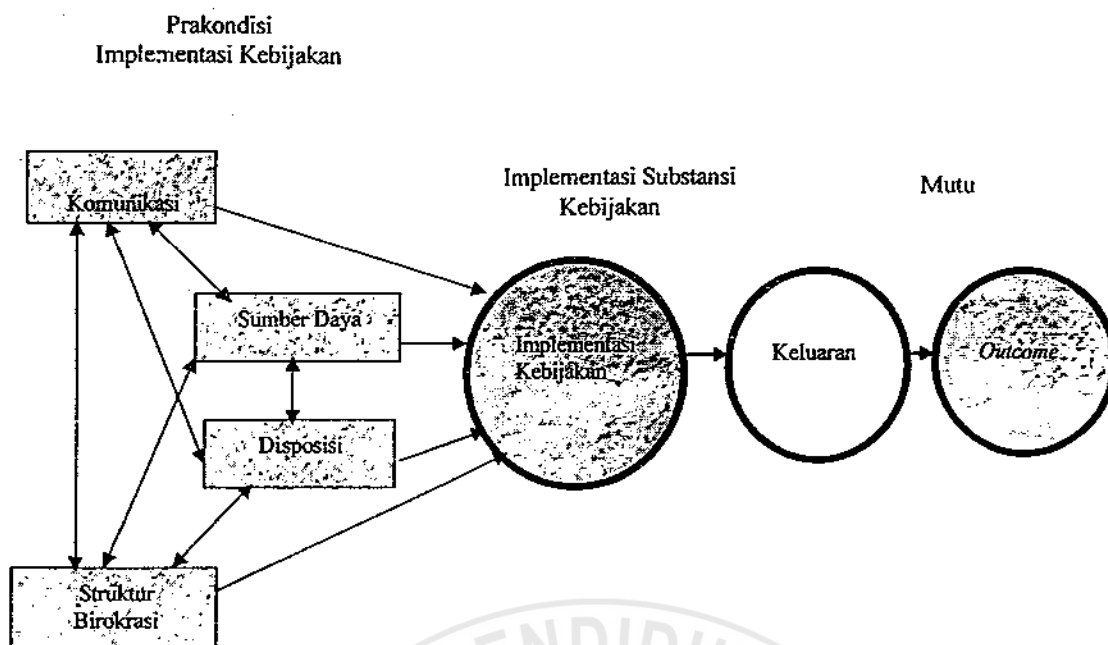 Prakondisi
Implementasi Kebijakan
Implementasi Substansi
Kebijakan
Mutu
Komunikasi
Sumber Daya
Disposisi
Struktur
Birokrasi
Implementasi
Kebijakan
Keluaran
Outcome